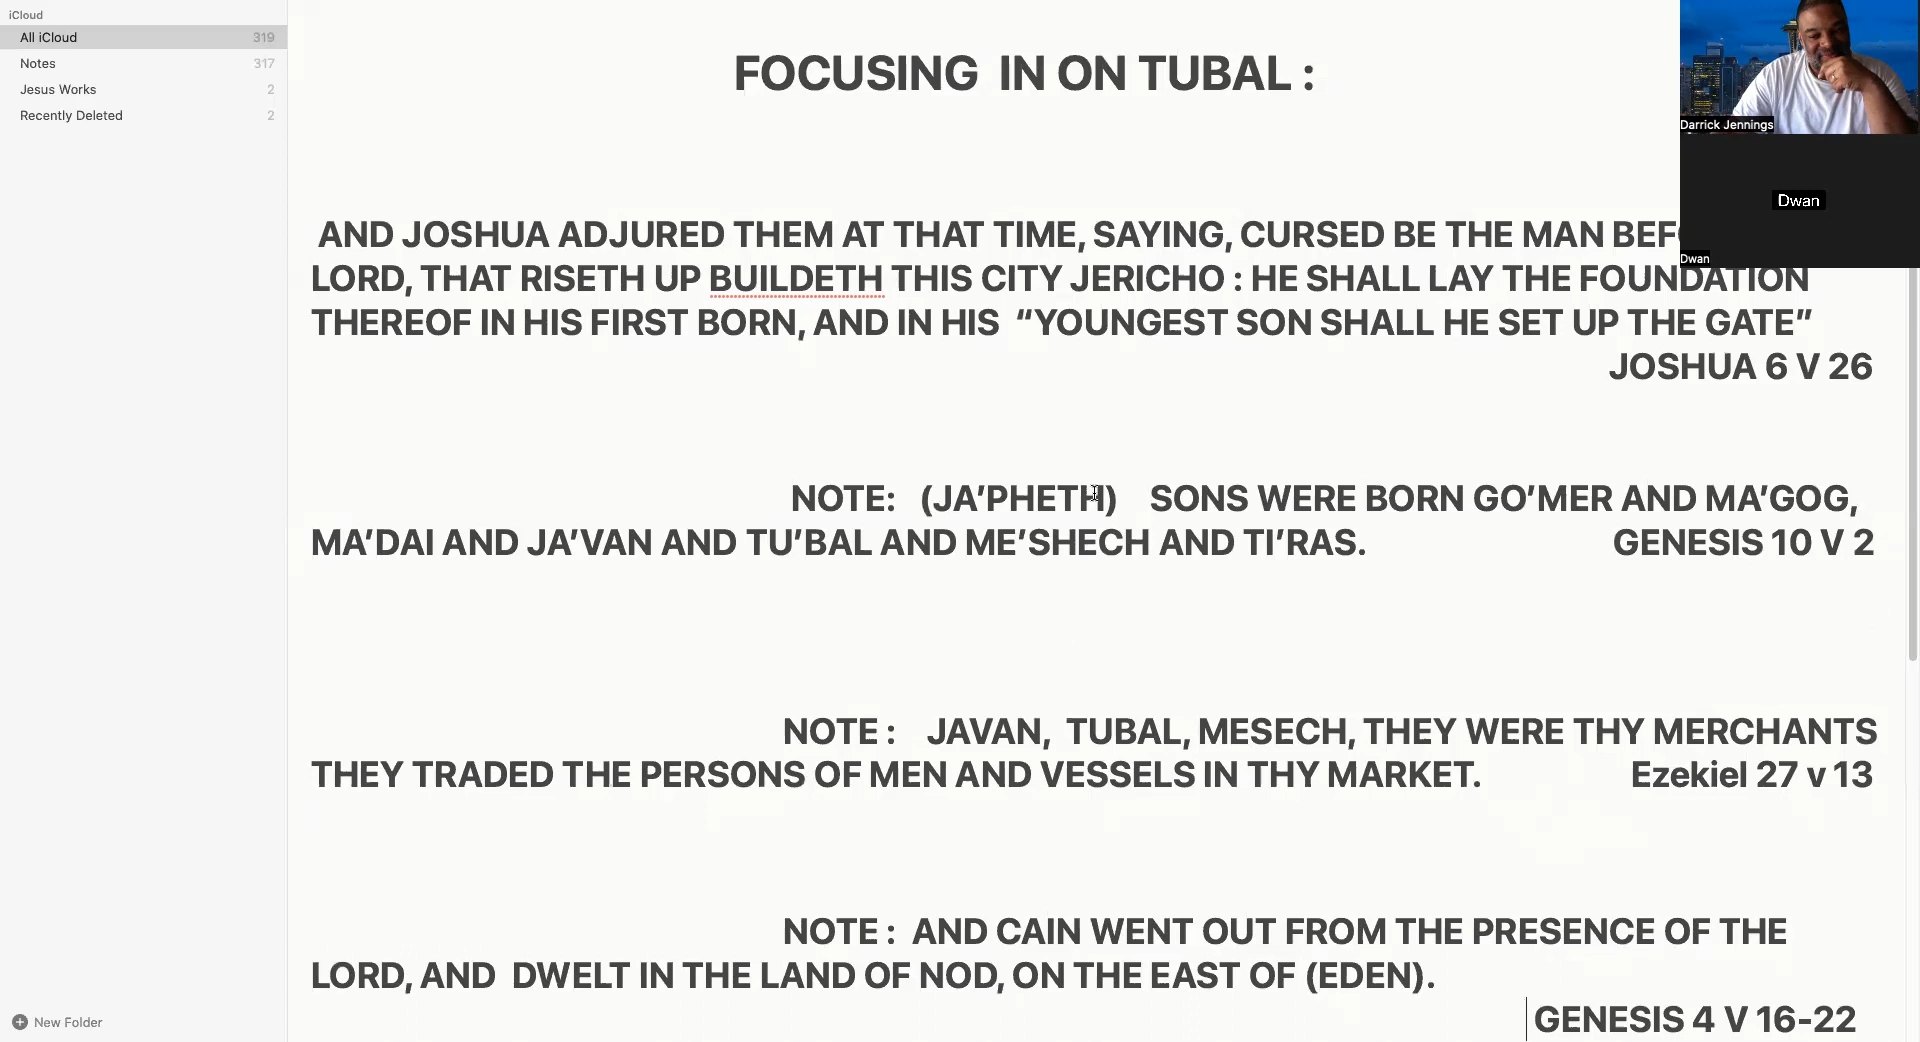 iCloud
All iCloud 319
Notes 317
Jesus Works 2
Recently Deleted 2
New Folder
FOCUSING IN ON TUBAL :
AND JOSHUA ADJURED THEM AT THAT TIME, SAYING, CURSED BE THE MAN
LORD, THAT RISETH UP BUILDETH THIS CITY JERICHO : HE SHALL LAY THE FOUNDATION
THEREOF IN HIS FIRST BORN, AND IN HIS “YOUNGEST SON SHALL HE SET UP THE GATE”
JOSHUA 6 V 26
NOTE: (JA’PHETH) SONS WERE BORN GO’MER AND MA’GOG,
MA’DAI AND JA’VAN AND TU’BAL AND ME’SHECH AND TI’RAS. GENESIS 10 V 2
NOTE : JAVAN, TUBAL, MESECH, THEY WERE THY MERCHANTS
THEY TRADED THE PERSONS OF MEN AND VESSELS IN THY MARKET. Ezekiel 27 v 13
NOTE : AND CAIN WENT OUT FROM THE PRESENCE OF THE
LORD, AND DWELT IN THE LAND OF NOD, ON THE EAST OF (EDEN).
GENESIS 4 V 16-22
Darrick Jennings
Dwan
Dwan